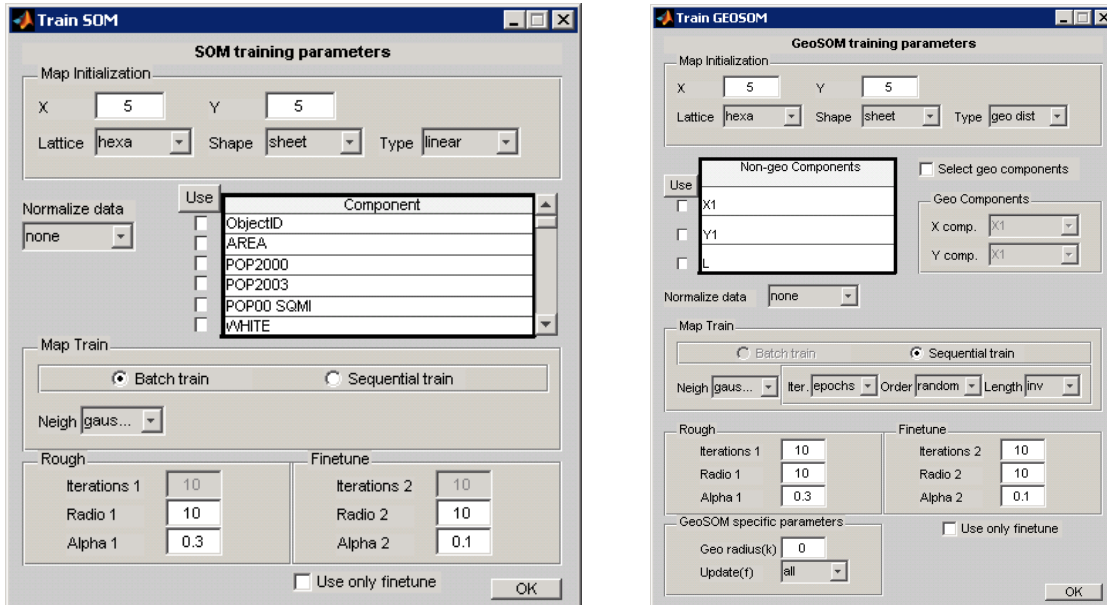 Train SOM
SOM training parameters
Map Initialization
X 5 Y 5
Lattice hexa Shape sheet Type linear
Normalize data
none
Use Component
ObjectID
AREA
POP2000
POP2003
POP00 SQMI
WHITE
Map Train
Batch train Sequential train
Neigh gaus...
Rough Finetune
Iterations 1 10 Iterations 2 10
Radio 1 10 Radio 2 10
Alpha 1 0.3 Alpha 2 0.1
Use only finetune
OK
Train GEOSOM
GeoSOM training parameters
Map Initialization
X 5 Y 5
Lattice hexa Shape sheet Type geo dist
Use Non-geo Components
X1
Y1
L
Select geo components
Geo Components
X comp. X1
Y comp. X1
Normalize data none
Map Train
Batch train Sequential train
Neigh gaus... Iter. epochs Order random Length inv
Rough Finetune
Iterations 1 10 Iterations 2 10
Radio 1 10 Radio 2 10
Alpha 1 0.3 Alpha 2 0.1
GeoSOM specific parameters
Geo radius(k) 0
Update(f) all
Use only finetune
OK